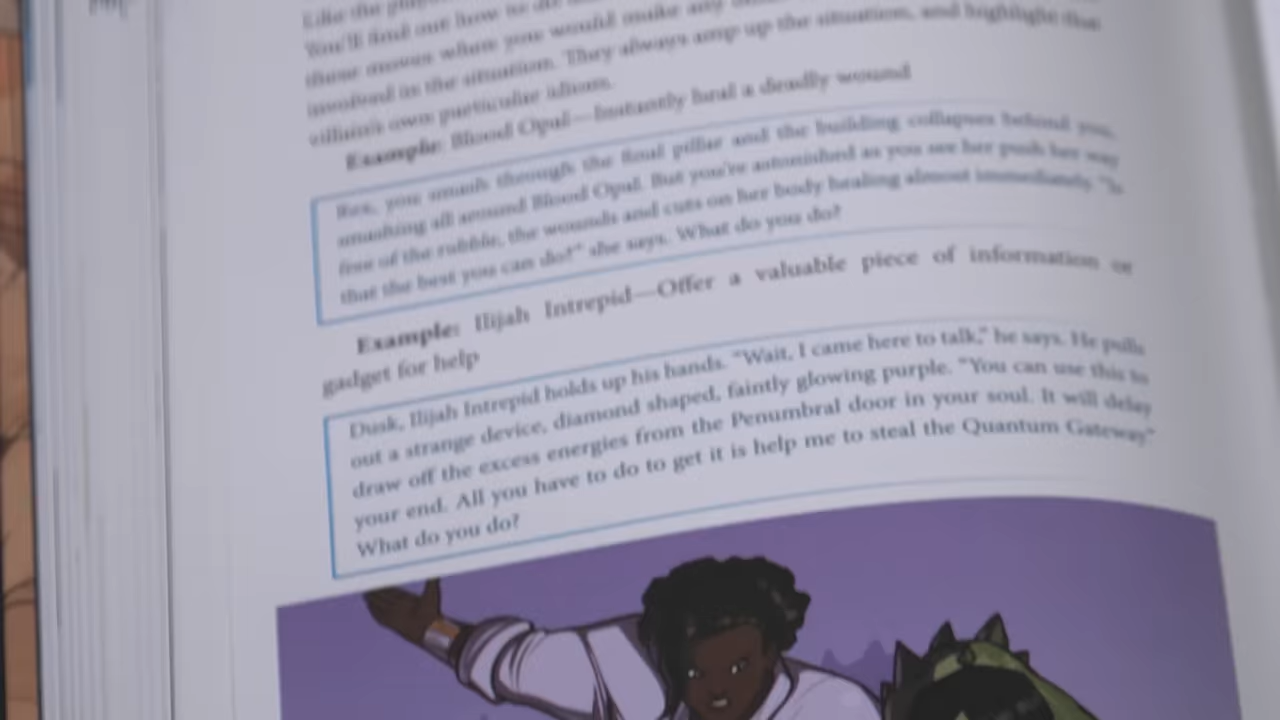 Like the
You'll find out how to
these moves when you would make any
involved in the situation. They always amp up the situation, and highlight that
villain's own particular idiom.
Example: Blood Opal—Instantly heal a deadly wound
Rex, you smash through the final pillar and the building collapses behind you,
smashing all around Blood Opal. But you're astonished as you see her push her way
free of the rubble, the wounds and cuts on her body healing almost immediately. "Is
that the best you can do?" she says. What do you do?
Example: Ilijah Intrepid—Offer a valuable piece of information or
gadget for help
Dusk, Ilijah Intrepid holds up his hands. "Wait, I came here to talk," he says. He pulls
out a strange device, diamond shaped, faintly glowing purple. "You can use this to
draw off the excess energies from the Penumbral door in your soul. It will delay
your end. All you have to do to get it is help me to steal the Quantum Gateway"
What do you do?